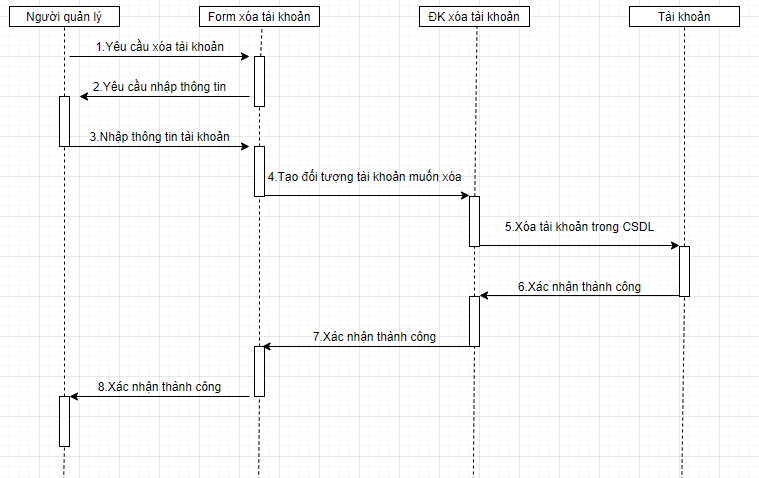 Người quản lý
Form xóa tài khoản
ĐK xóa tài khoản
Tài khoản
1.Yêu cầu xóa tài khoản
2.Yêu cầu nhập thông tin
3.Nhập thông tin tài khoản
4.Tạo đối tượng tài khoản muốn xóa
5.Xóa tài khoản trong CSDL
6.Xác nhận thành công
7.Xác nhận thành công
8.Xác nhận thành công